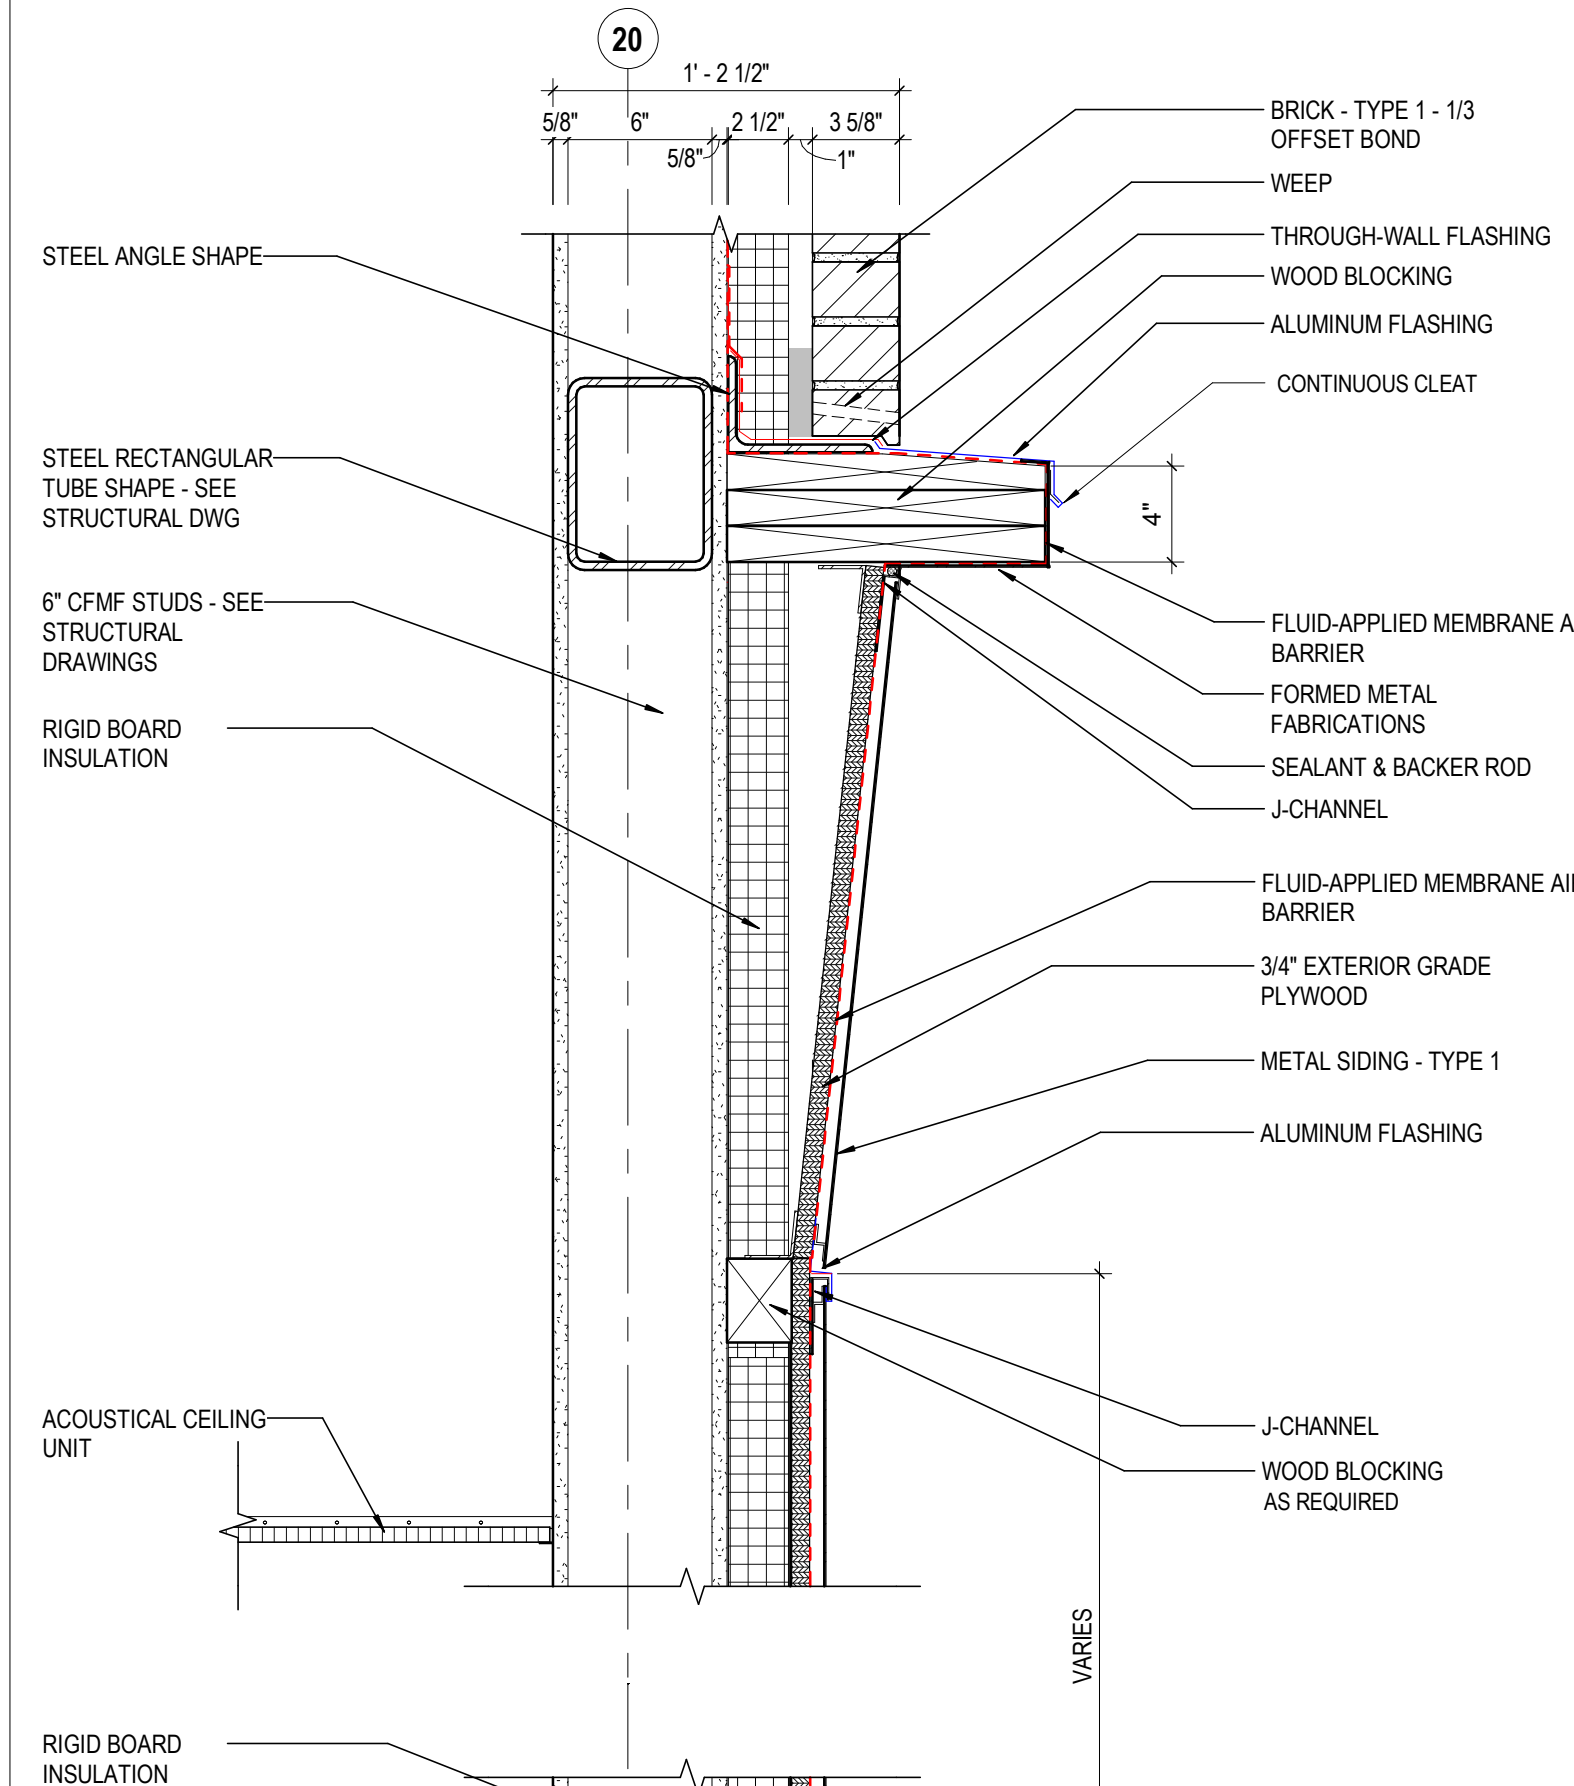 20
1' - 2 1/2"
5/8"
6"
2 1/2"
3 5/8"
5/8"
1"
BRICK - TYPE 1 - 1/3
OFFSET BOND
WEEP
THROUGH-WALL FLASHING
WOOD BLOCKING
ALUMINUM FLASHING
CONTINUOUS CLEAT
4"
FLUID-APPLIED MEMBRANE A
BARRIER
FORMED METAL
FABRICATIONS
SEALANT & BACKER ROD
J-CHANNEL
FLUID-APPLIED MEMBRANE AI
BARRIER
3/4" EXTERIOR GRADE
PLYWOOD
METAL SIDING - TYPE 1
ALUMINUM FLASHING
J-CHANNEL
WOOD BLOCKING
AS REQUIRED
VARIES
STEEL ANGLE SHAPE
STEEL RECTANGULAR
TUBE SHAPE - SEE
STRUCTURAL DWG
6" CFMF STUDS - SEE
STRUCTURAL
DRAWINGS
RIGID BOARD
INSULATION
ACOUSTICAL CEILING
UNIT
RIGID BOARD
INSULATION